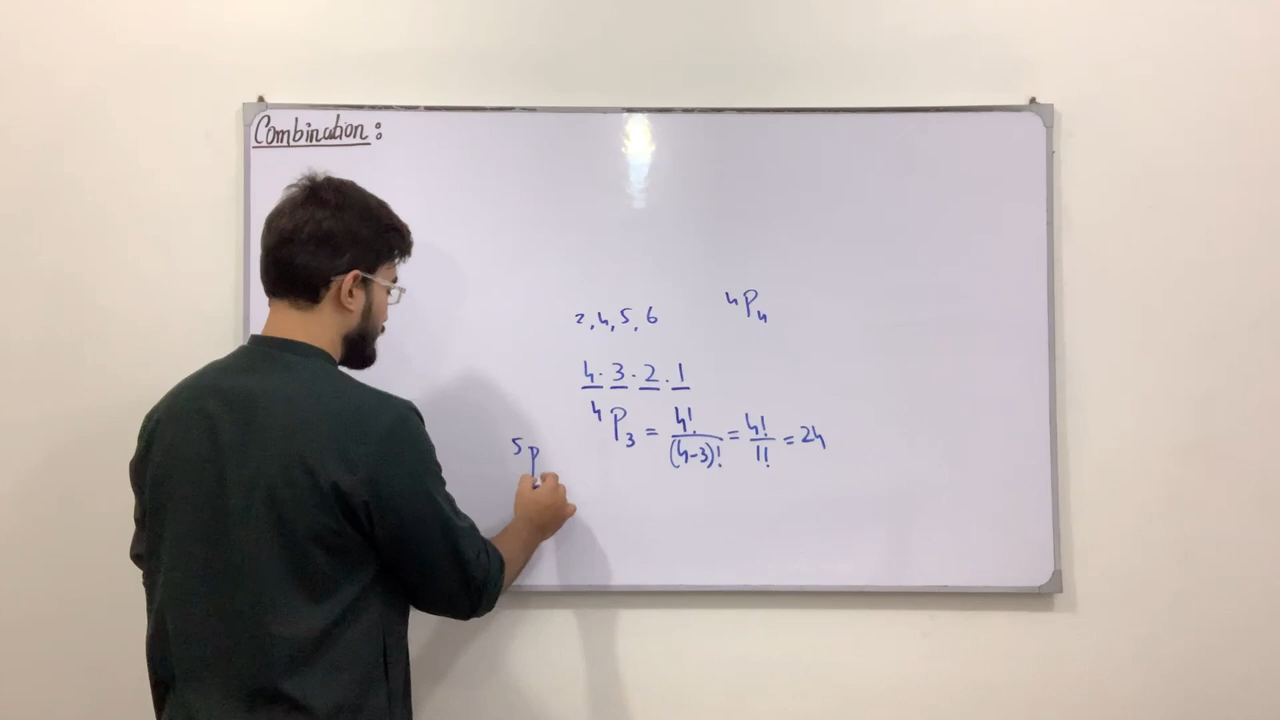 Combination:
2,4,5,6 ⁴P₄
4·3·2·1
⁴P₃ = 4!/(4-3)! = 4!/1! = 24
⁵P